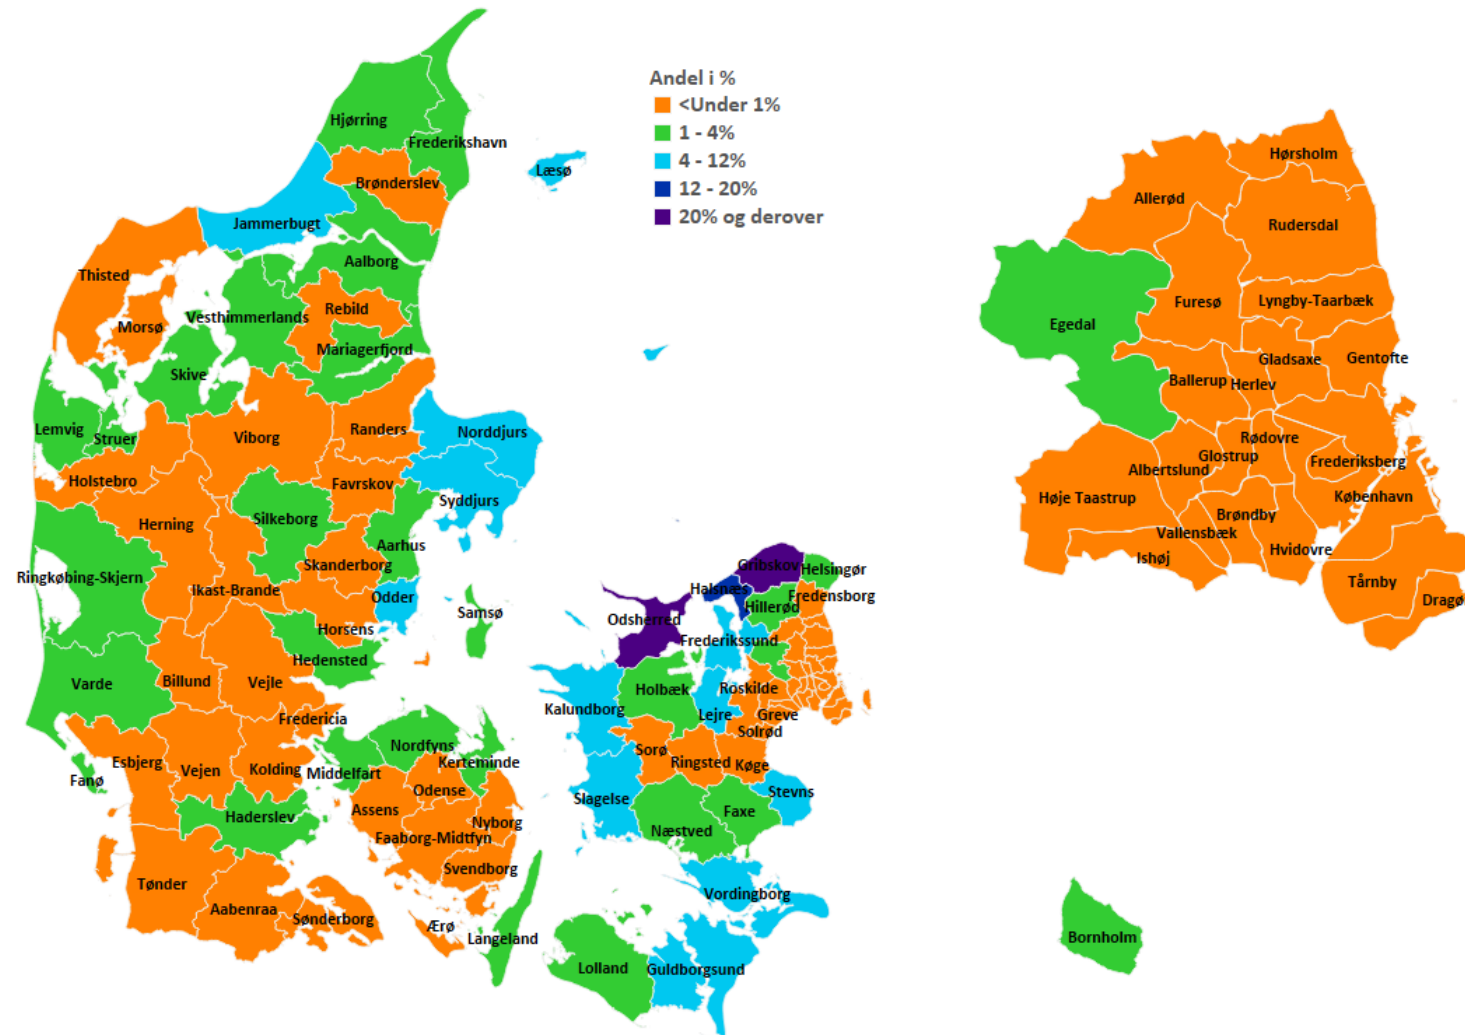 Andel i %
<Under 1%
1 - 4%
4 - 12%
12 - 20%
20% og derover
Hjørring
Frederikshavn
Læsø
Brønderslev
Jammerbugt
Aalborg
Thisted
Rebild
Vesthimmerlands
Morsø
Mariagerfjord
Skive
Lemvig
Struer
Viborg
Randers
Norddjurs
Holstebro
Favrskov
Syddjurs
Silkeborg
Herning
Aarhus
Skanderborg
Ringkøbing-Skjern
Ikast-Brande
Odder
Samsø
Horsens
Hedensted
Varde
Billund
Vejle
Fredericia
Esbjerg
Vejen
Kolding
Fanø
Haderslev
Tønder
Aabenraa
Sønderborg
Nordfyns
Middelfart
Kerteminde
Odense
Assens
Nyborg
Faaborg-Midtfyn
Svendborg
Ærø
Langeland
Gribskov
Helsingør
Halsnæs
Fredensborg
Hillerød
Odsherred
Frederikssund
Holbæk
Roskilde
Kalundborg
Lejre
Greve
Solrød
Sorø
Ringsted
Køge
Slagelse
Stevns
Faxe
Næstved
Vordingborg
Lolland
Guldborgsund
Hørsholm
Allerød
Rudersdal
Furesø
Lyngby-Taarbæk
Egedal
Gladsaxe
Gentofte
Ballerup
Herlev
Rødovre
Glostrup
Frederiksberg
Albertslund
Høje Taastrup
København
Brøndby
Vallensbæk
Hvidovre
Ishøj
Tårnby
Dragø
Bornholm